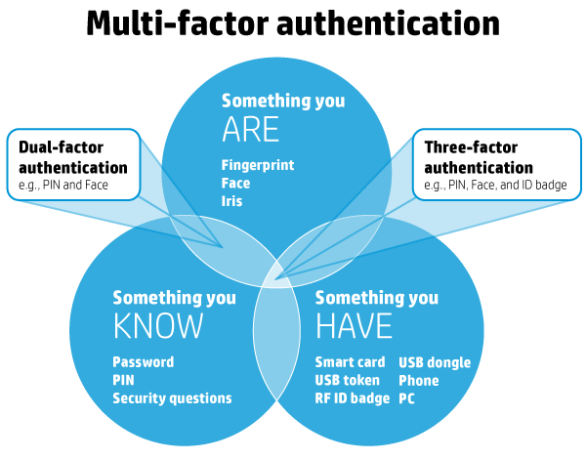 Multi-factor authentication
Something you
ARE
Fingerprint
Face
Iris
Dual-factor
authentication
e.g., PIN and Face
Three-factor
authentication
e.g., PIN, Face, and ID badge
Something you
KNOW
Password
PIN
Security questions
Something you
HAVE
Smart card USB dongle
USB token Phone
RF ID badge PC